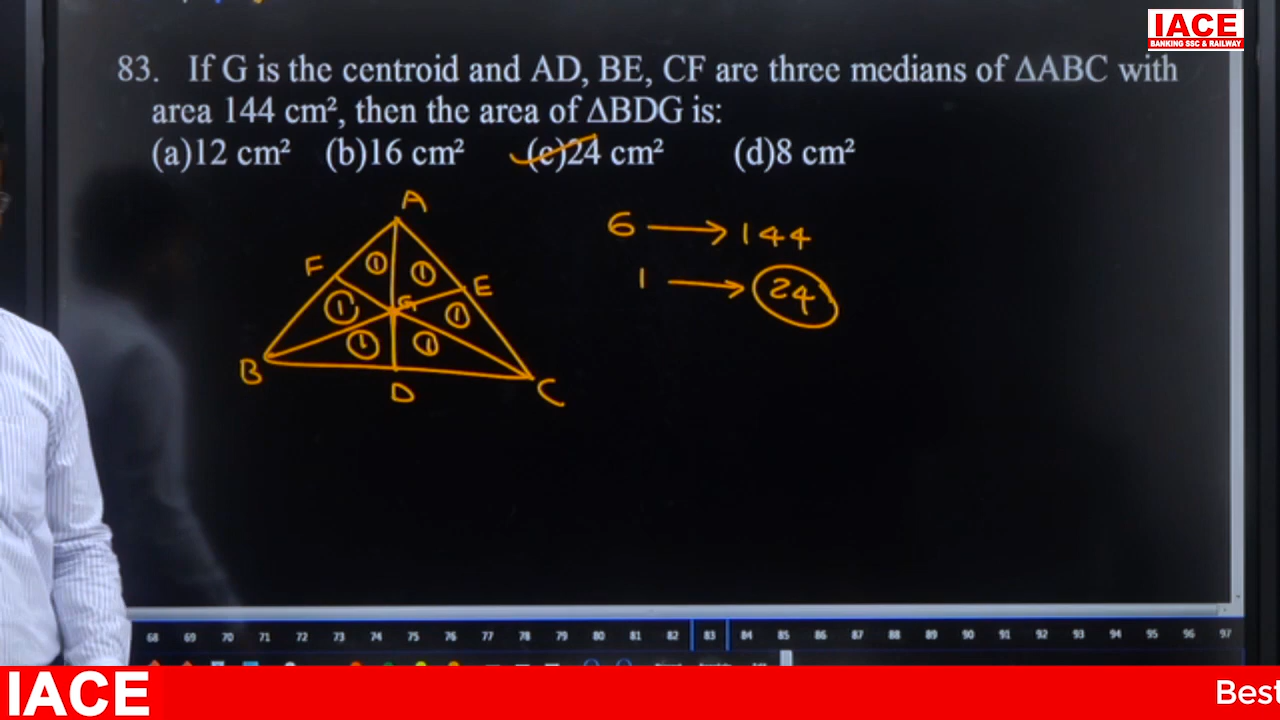 IACE
BANKING SSC & RAILWAY
83. If G is the centroid and AD, BE, CF are three medians of ΔABC with
area 144 cm², then the area of ΔBDG is:
(a)12 cm² (b)16 cm² (c)24 cm² (d)8 cm²
A
F
E
G
B
D
C
1
1
1
1
1
1
6 → 144
1 → 24
68 69 70 71 72 73 74 75 76 77 78 79 80 81 82 83 84 85 86 87 88 89 90 91 92 93 94 95 96 97
IACE
Best